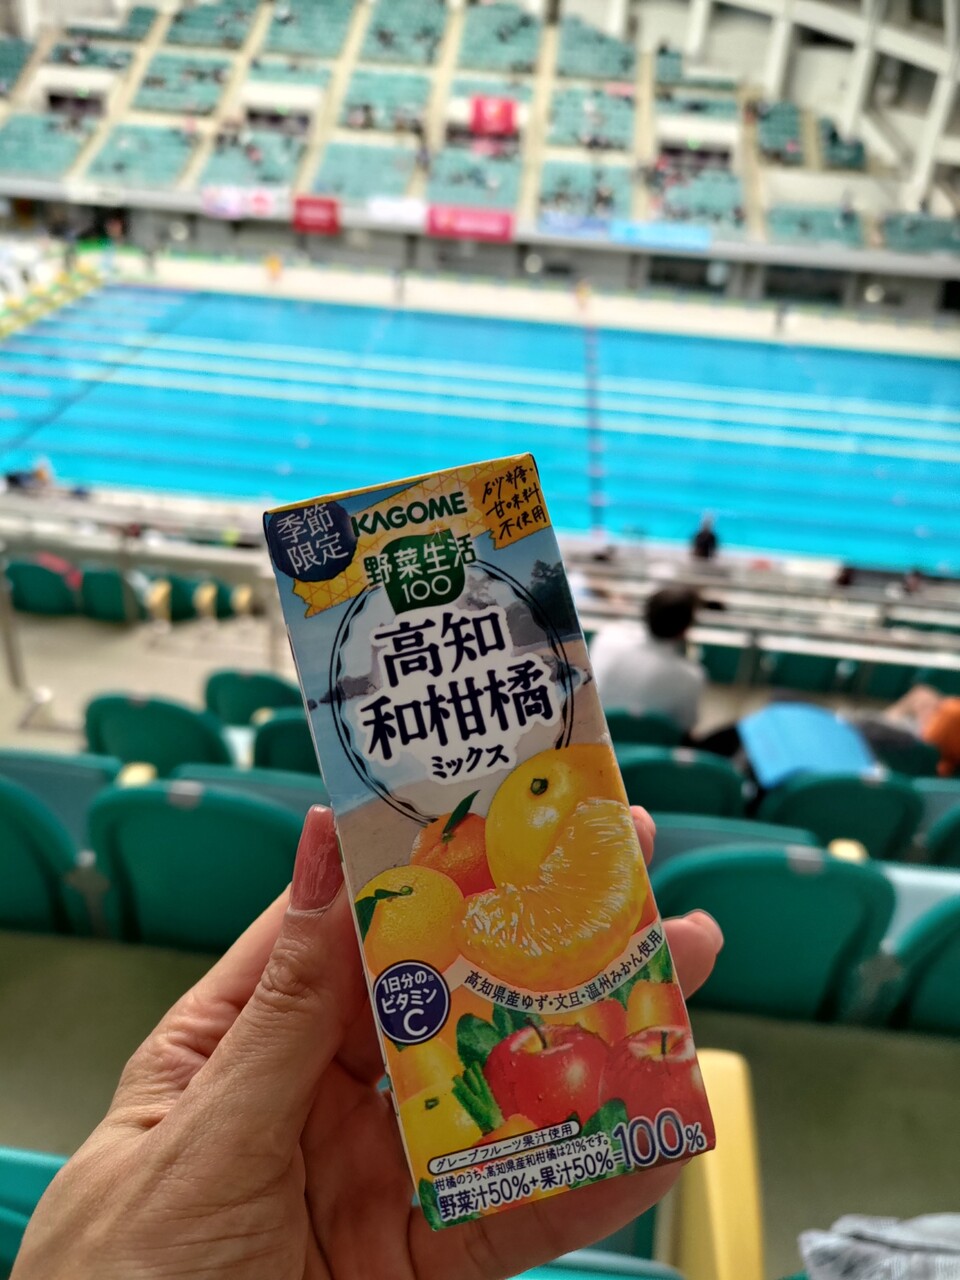 季節
限定
KAGOME
砂糖・
甘味料
不使用
野菜生活
100
高知
和柑橘
ミックス
高知県産ゆず・文旦・温州みかん使用
1日分の
ビタミン
C
グレープフルーツ果汁使用
柑橘のうち、高知県産和柑橘は21%です。
野菜汁50%+果汁50%=100%